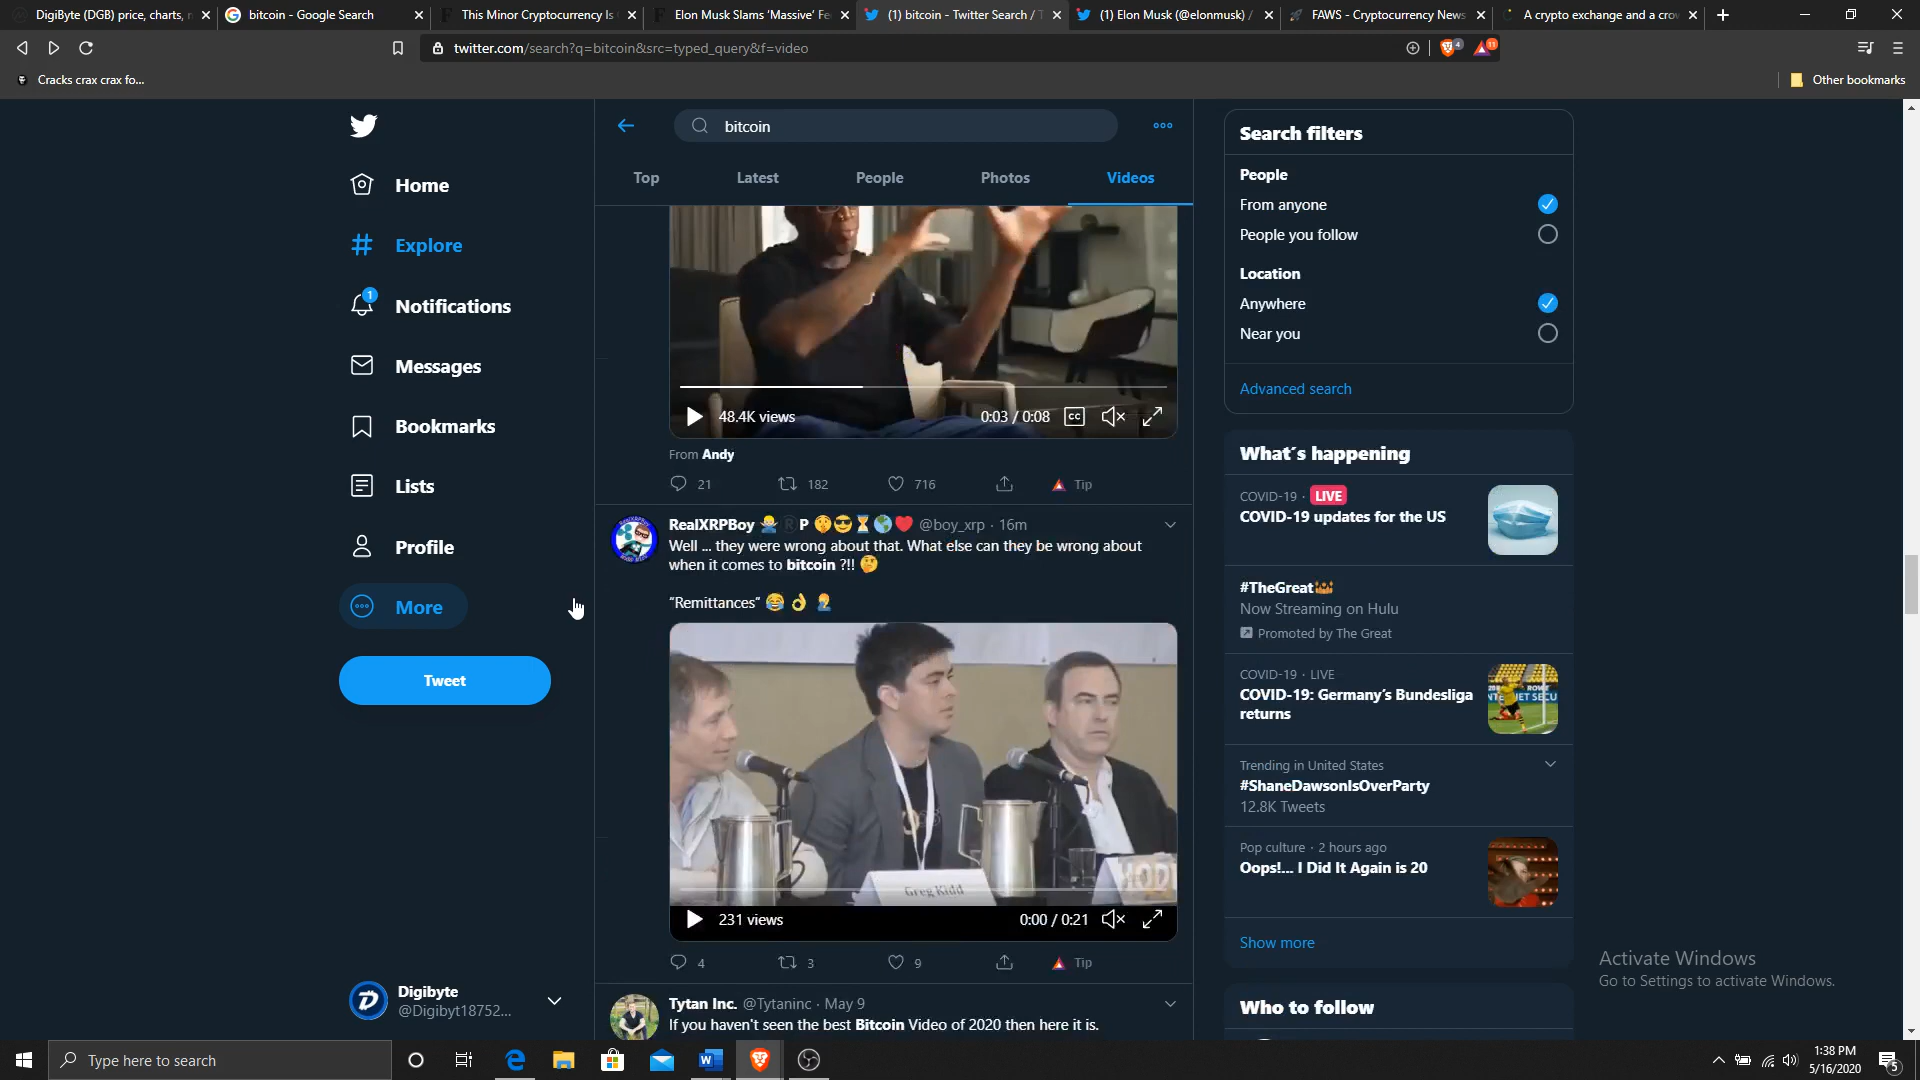 DigiByte (DGB) price, charts, m
bitcoin - Google Search
This Minor Cryptocurrency Is
Elon Musk Slams 'Massive' Fe
(1) bitcoin - Twitter Search / T
(1) Elon Musk (@elonmusk) /
FAWS - Cryptocurrency News
A crypto exchange and a cro
twitter.com/search?q=bitcoin&src=typed_query&f=video
4
11
Cracks crax crax fo...
Other bookmarks
bitcoin
Top
Latest
People
Photos
Videos
Home
Explore
1
Notifications
Messages
Bookmarks
Lists
Profile
More
Tweet
Digibyte
@Digibyt18752...
48.4K views
0:03 / 0:08
CC
From Andy
21
182
716
Tip
RealXRPBoy 🙅‍♂️ R P 🤫😎⏳🌎❤️ @boy_xrp · 16m
Well ... they were wrong about that. What else can they be wrong about
when it comes to bitcoin ?!! 🤔
“Remittances” 😂 👌 🤦‍♂️
Greg Kidd
231 views
0:00 / 0:21
4
3
9
Tip
Tytan Inc. @Tytaninc · May 9
If you haven't seen the best Bitcoin Video of 2020 then here it is.
Search filters
People
From anyone
People you follow
Location
Anywhere
Near you
Advanced search
What´s happening
COVID-19 · LIVE
COVID-19 updates for the US
#TheGreat
Now Streaming on Hulu
Promoted by The Great
COVID-19 · LIVE
COVID-19: Germany’s Bundesliga
returns
Trending in United States
#ShaneDawsonIsOverParty
12.8K Tweets
Pop culture · 2 hours ago
Oops!... I Did It Again is 20
Show more
Who to follow
Activate Windows
Go to Settings to activate Windows.
Type here to search
1:38 PM
5/16/2020
5